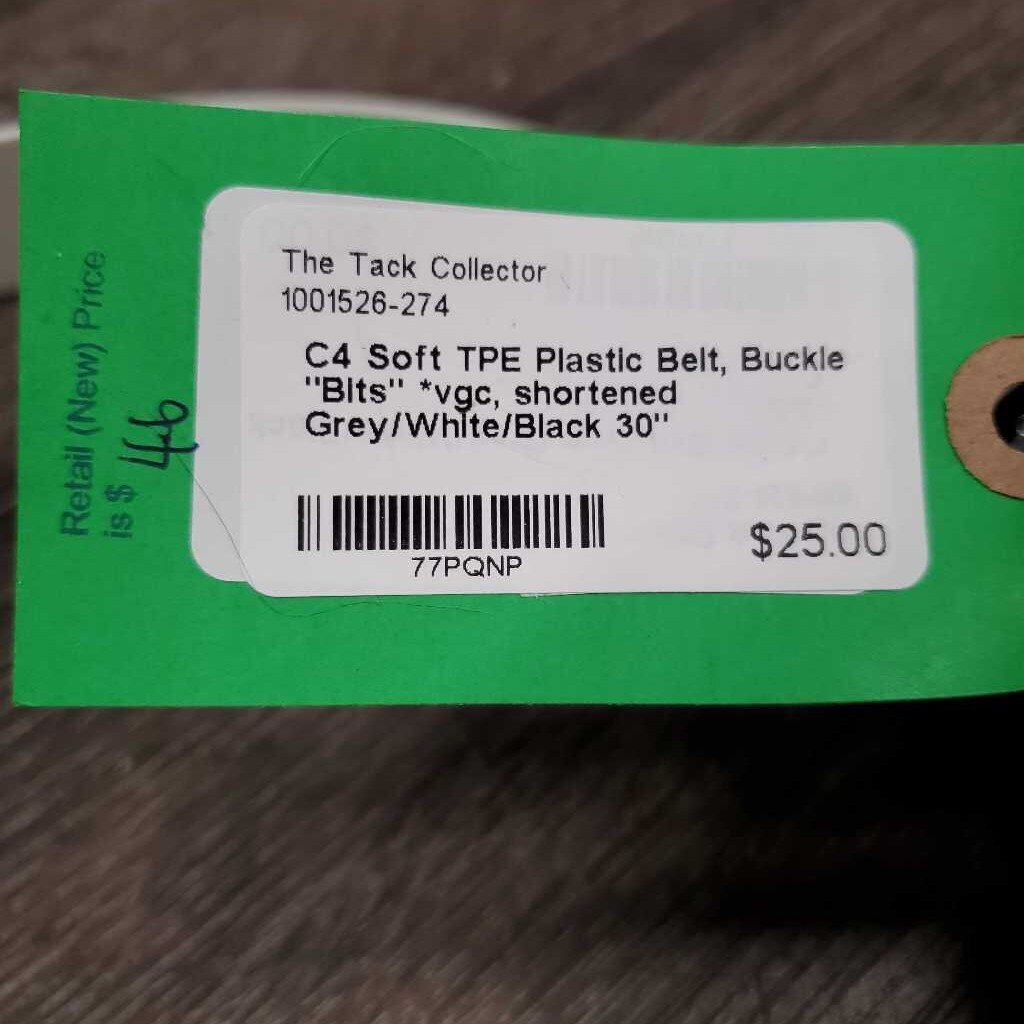 The Tack Collector
1001526-274
C4 Soft TPE Plastic Belt, Buckle
"Bits" *vgc, shortened
Grey/White/Black 30"
77PQNP
$25.00
Retail (New) Price
is $ 46